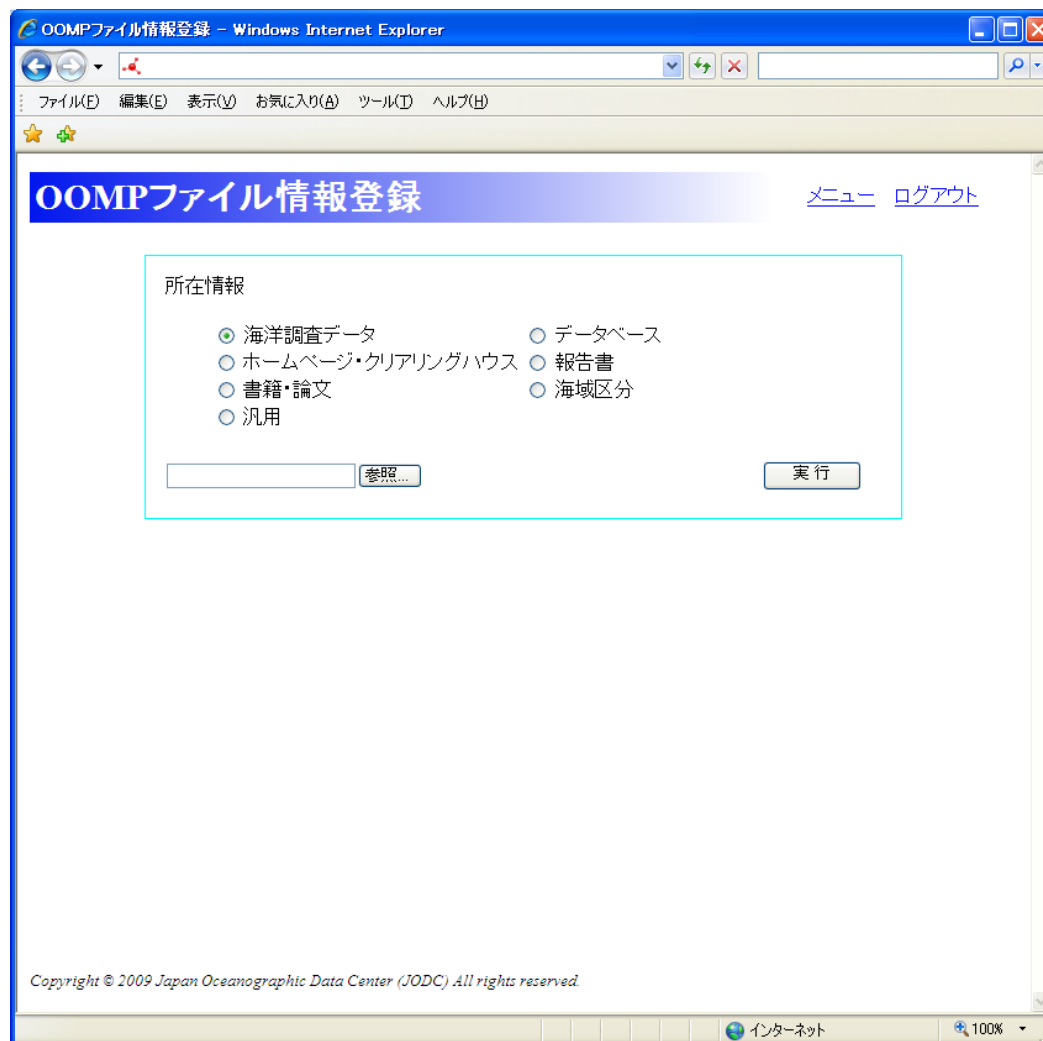 OOMPファイル情報登録 - Windows Internet Explorer
ファイル(F) 編集(E) 表示(V) お気に入り(A) ツール(T) ヘルプ(H)
OOMPファイル情報登録 メニュー ログアウト
所在情報
海洋調査データ データベース
ホームページ・クリアリングハウス 報告書
書籍・論文 海域区分
汎用
参照... 実行
Copyright © 2009 Japan Oceanographic Data Center (JODC) All rights reserved.
インターネット 100%